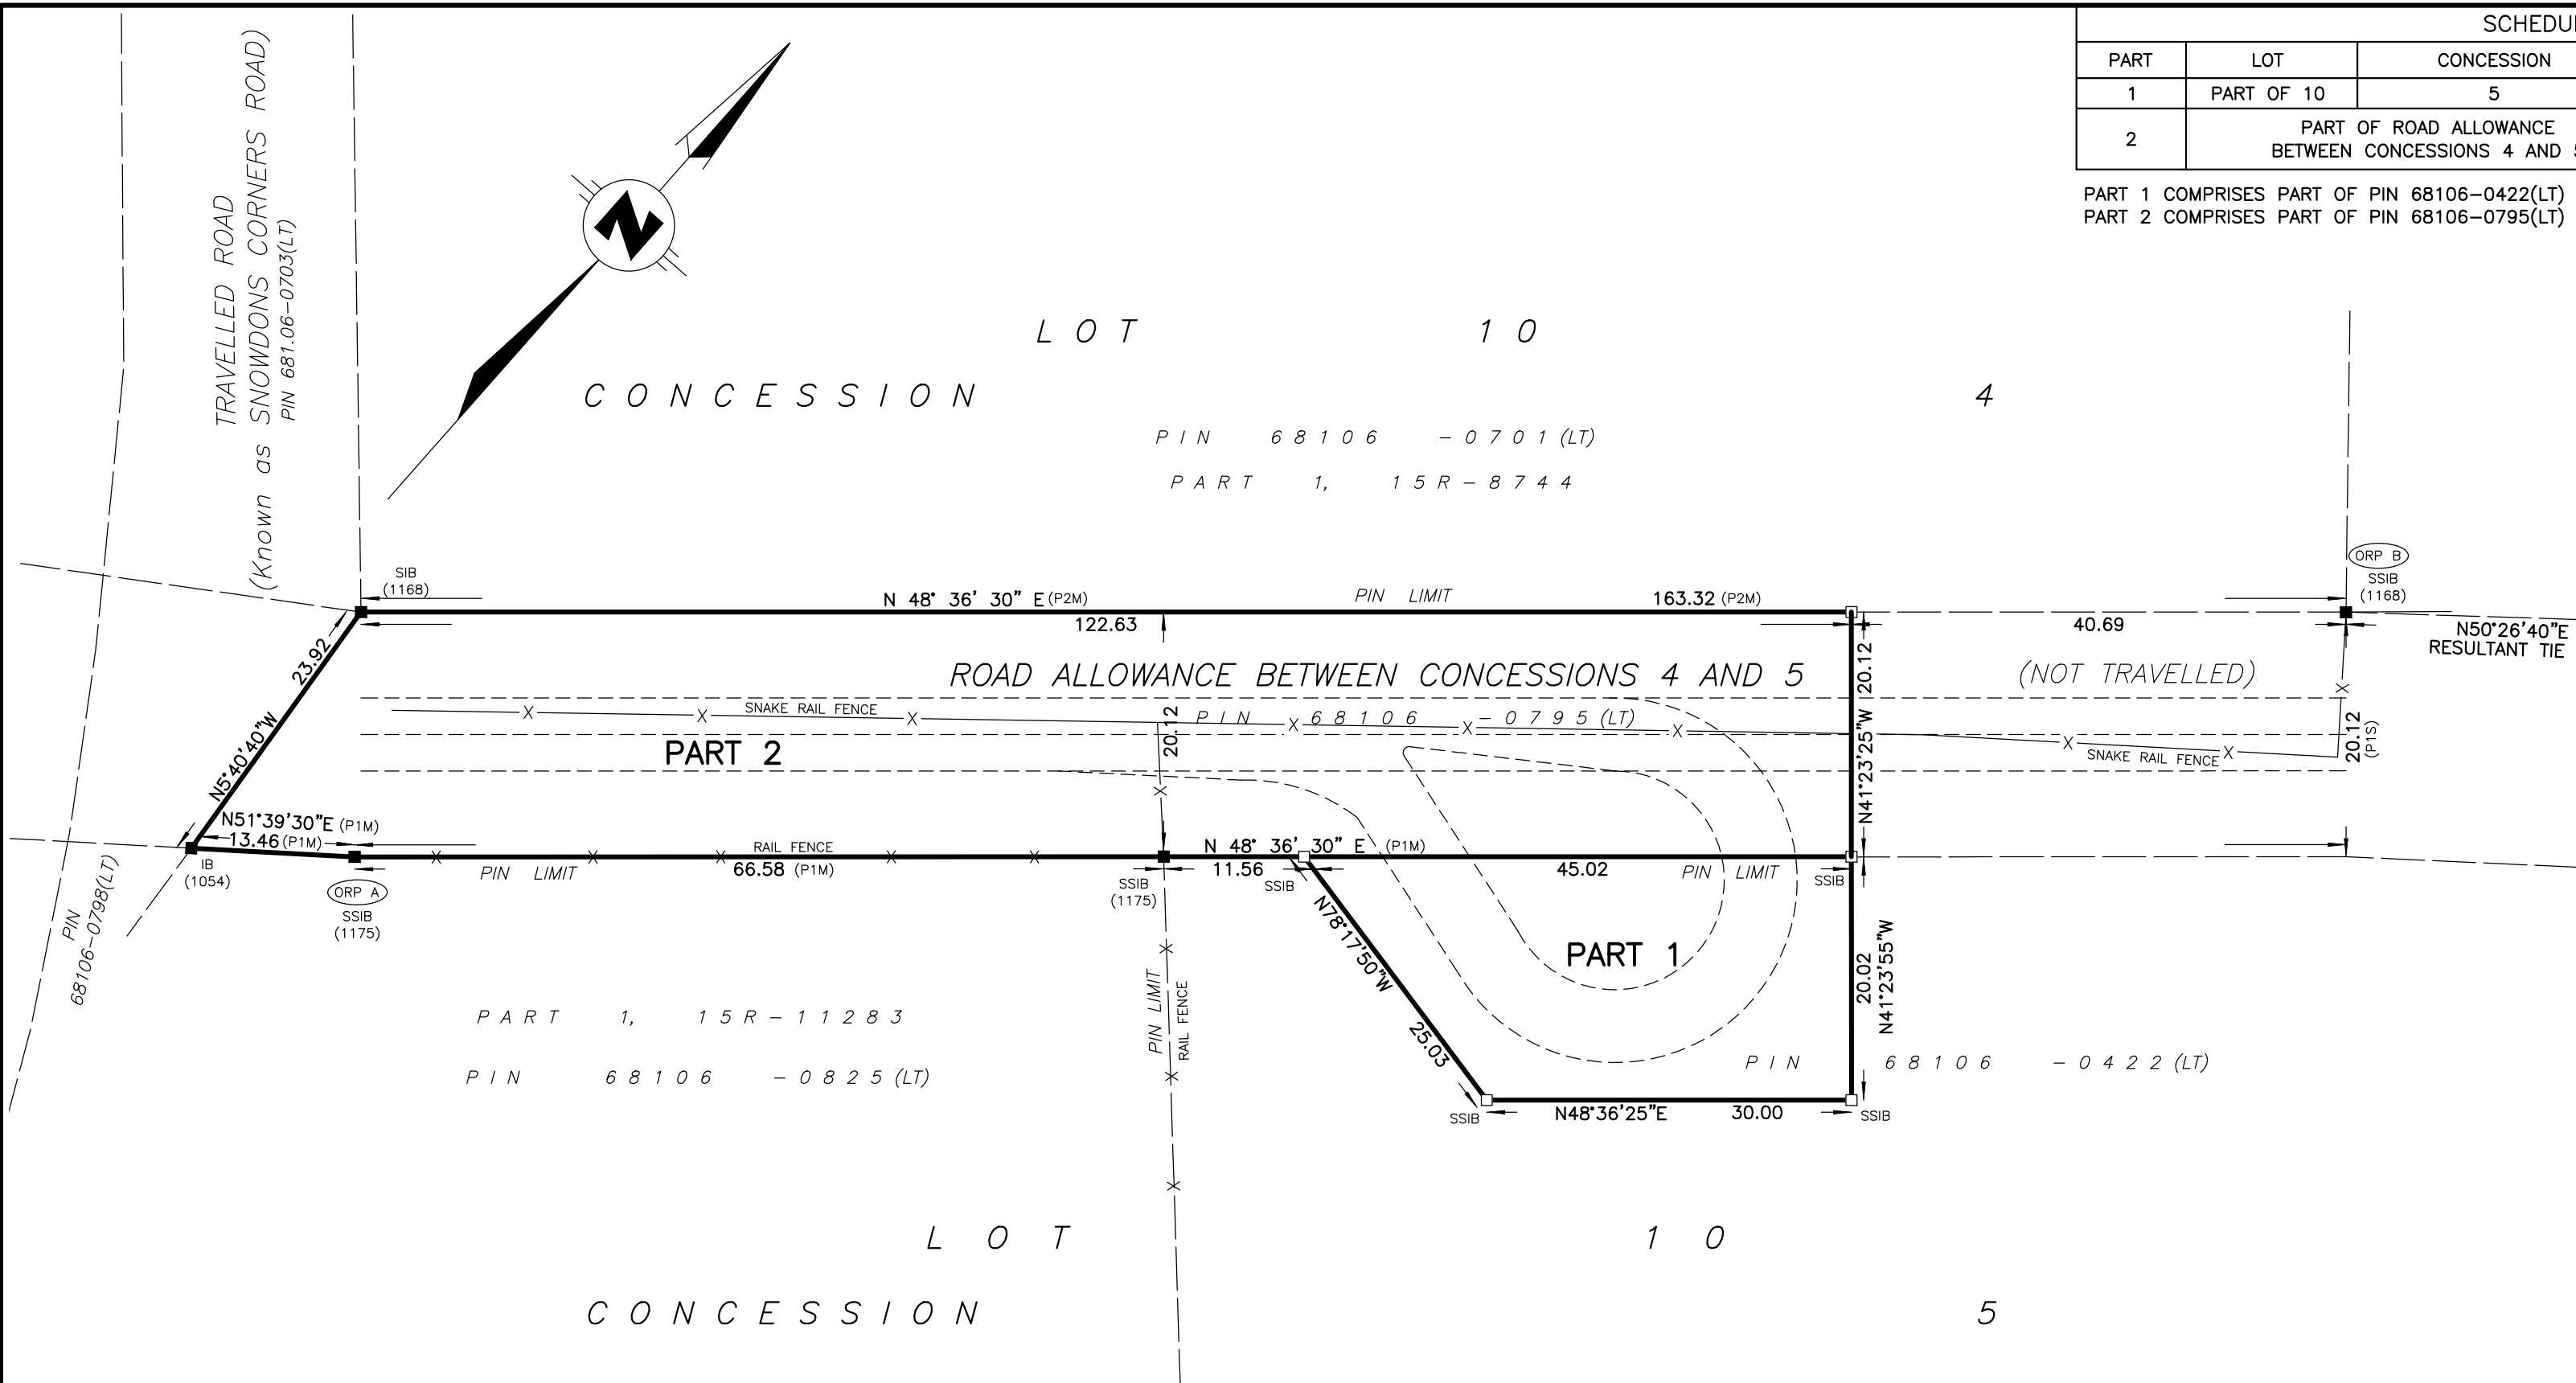 SCHEDU
PART LOT CONCESSION
1 PART OF 10 5
2 PART OF ROAD ALLOWANCE
BETWEEN CONCESSIONS 4 AND
PART 1 COMPRISES PART OF PIN 68106-0422(LT)
PART 2 COMPRISES PART OF PIN 68106-0795(LT)
TRAVELLED ROAD
(Known as SNOWDONS CORNERS ROAD)
PIN 681.06-0703(LT)
N
LOT 10
CONCESSION 4
PIN 68106 -0701(LT)
PART 1, 15R-8744
ORP B
SSIB
(1168)
SIB
(1168)
N 48° 36' 30" E (P2M)
PIN LIMIT
163.32 (P2M)
122.63
40.69
N50°26'40"E
RESULTANT TIE
23.92
N5°40'40"W
ROAD ALLOWANCE BETWEEN CONCESSIONS 4 AND 5
(NOT TRAVELLED)
20.12
N41°23'25"W
SNAKE RAIL FENCE
PIN 68106 -0795(LT)
20.12
PART 2
SNAKE RAIL FENCE
20.12
(P1S)
N51°39'30"E (P1M)
13.46 (P1M)
IB
(1054)
RAIL FENCE
PIN LIMIT
66.58 (P1M)
N 48° 36' 30" E (P1M)
11.56
45.02
PIN LIMIT
ORP A
SSIB
(1175)
SSIB
(1175)
SSIB
SSIB
PIN
68106-0798(LT)
N78°17'50"W
25.03
PART 1
20.02
N41°23'55"W
PIN LIMIT
RAIL FENCE
PART 1, 15R-11283
PIN 68106 -0825(LT)
PIN 68106 -0422(LT)
SSIB
N48°36'25"E
30.00
SSIB
LOT 10
CONCESSION 5